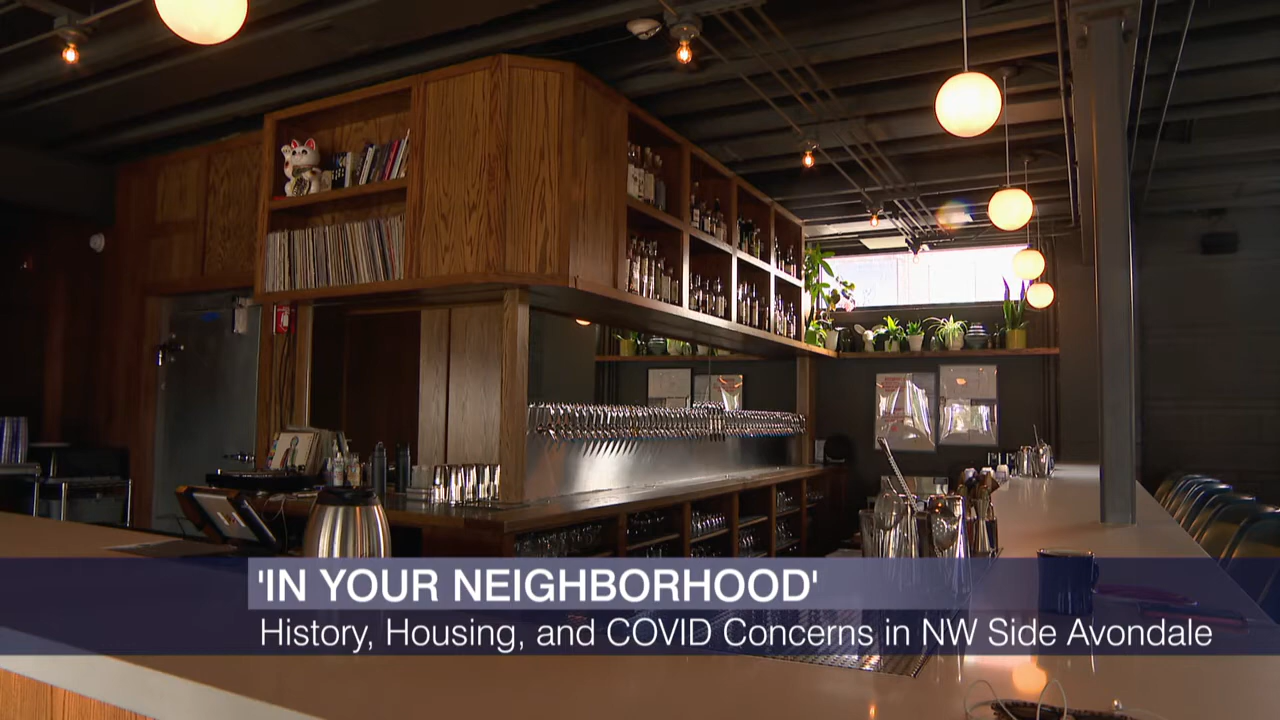 'IN YOUR NEIGHBORHOOD'
History, Housing, and COVID Concerns in NW Side Avondale